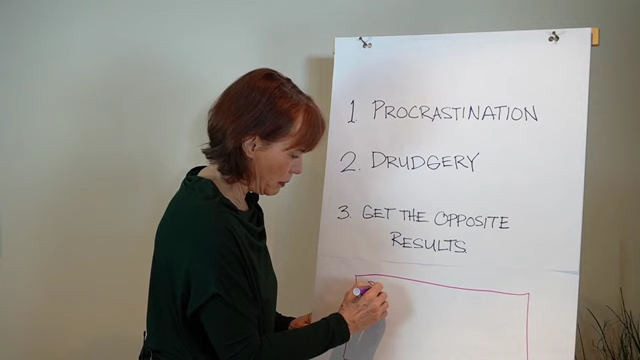 1. PROCRASTINATION
2. DRUDGERY
3. GET THE OPPOSITE
RESULTS.